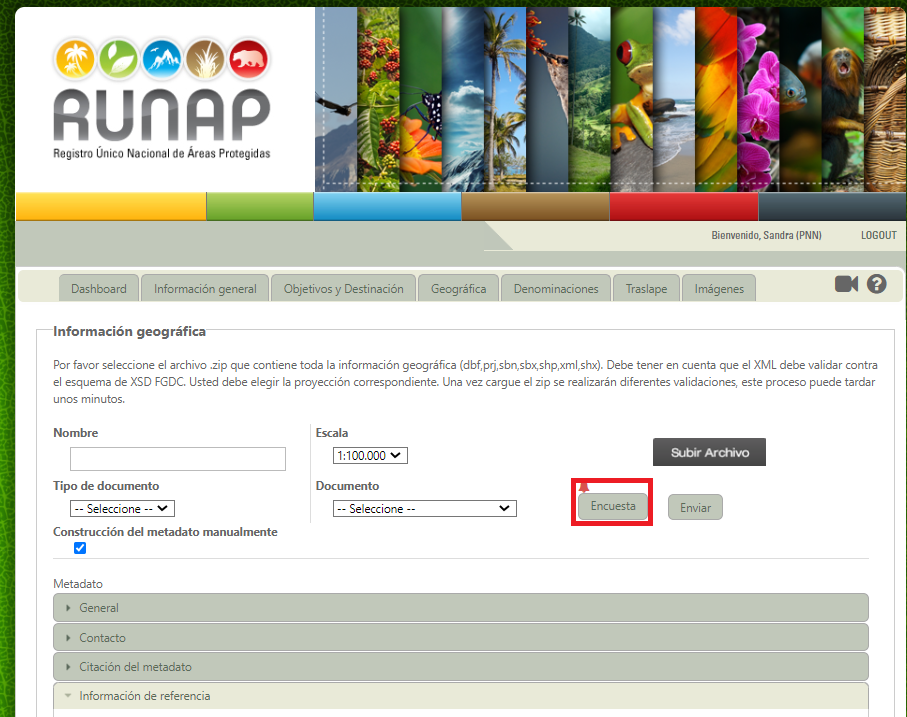 RUNAP
Registro Único Nacional de Áreas Protegidas
Bienvenido, Sandra (PNN) LOGOUT
Dashboard Información general Objetivos y Destinación Geográfica Denominaciones Traslape Imágenes
?
Información geográfica
Por favor seleccione el archivo .zip que contiene toda la información geográfica (dbf,prj,sbn,sbx,shp,xml,shx). Debe tener en cuenta que el XML debe validar contra
el esquema de XSD FGDC. Usted debe elegir la proyección correspondiente. Una vez cargue el zip se realizarán diferentes validaciones, este proceso puede tardar
unos minutos.
Nombre Escala
1:100.000 Subir Archivo
Tipo de documento Documento
-- Seleccione -- -- Seleccione -- Encuesta Enviar
Construcción del metadato manualmente
Metadato
General
Contacto
Citación del metadato
Información de referencia